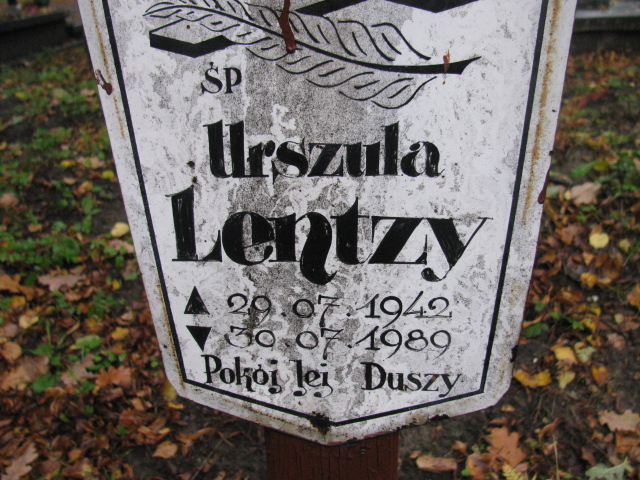 ŚP
Urszula
Lentzy
▲ 29.07.1942
▼ 30.07.1989
Pokój Jej Duszy